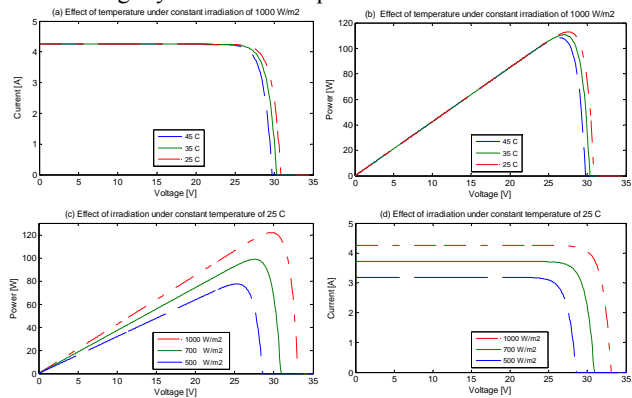 (a) Effect of temperature under constant irradiation of 1000 W/m2
5
4
3
2
1
0
Current [A]
45 C
35 C
25 C
0 5 10 15 20 25 30 35
Voltage [V]
(b) Effect of temperature under constant irradiation of 1000 W/m2
120
100
80
60
40
20
0
Power [W]
45 C
35 C
25 C
0 5 10 15 20 25 30 35
Voltage [V]
(c) Effect of irradiation under constant temperature of 25 C
120
100
80
60
40
20
0
Power [W]
1000 W/m2
700 W/m2
500 W/m2
0 5 10 15 20 25 30 35
Voltage [V]
(d) Effect of irradiation under constant temperature of 25 C
5
4
3
2
1
0
Current [A]
1000 W/m2
700 W/m2
500 W/m2
0 5 10 15 20 25 30 35
Voltage [V]